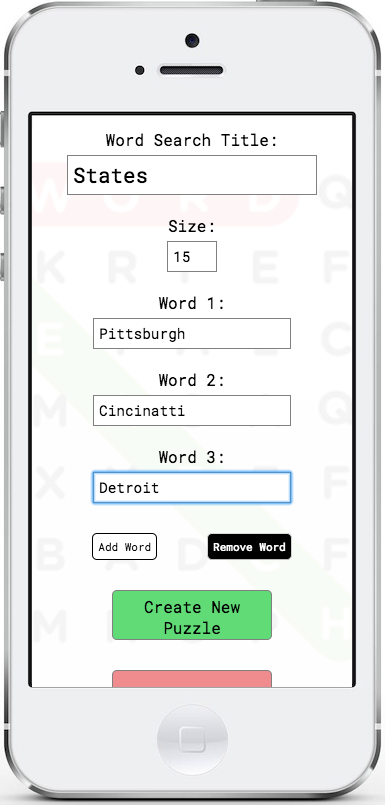 Word Search Title:
States
Size:
15
Word 1:
Pittsburgh
Word 2:
Cincinatti
Word 3:
Detroit
Add Word
Remove Word
Create New
Puzzle